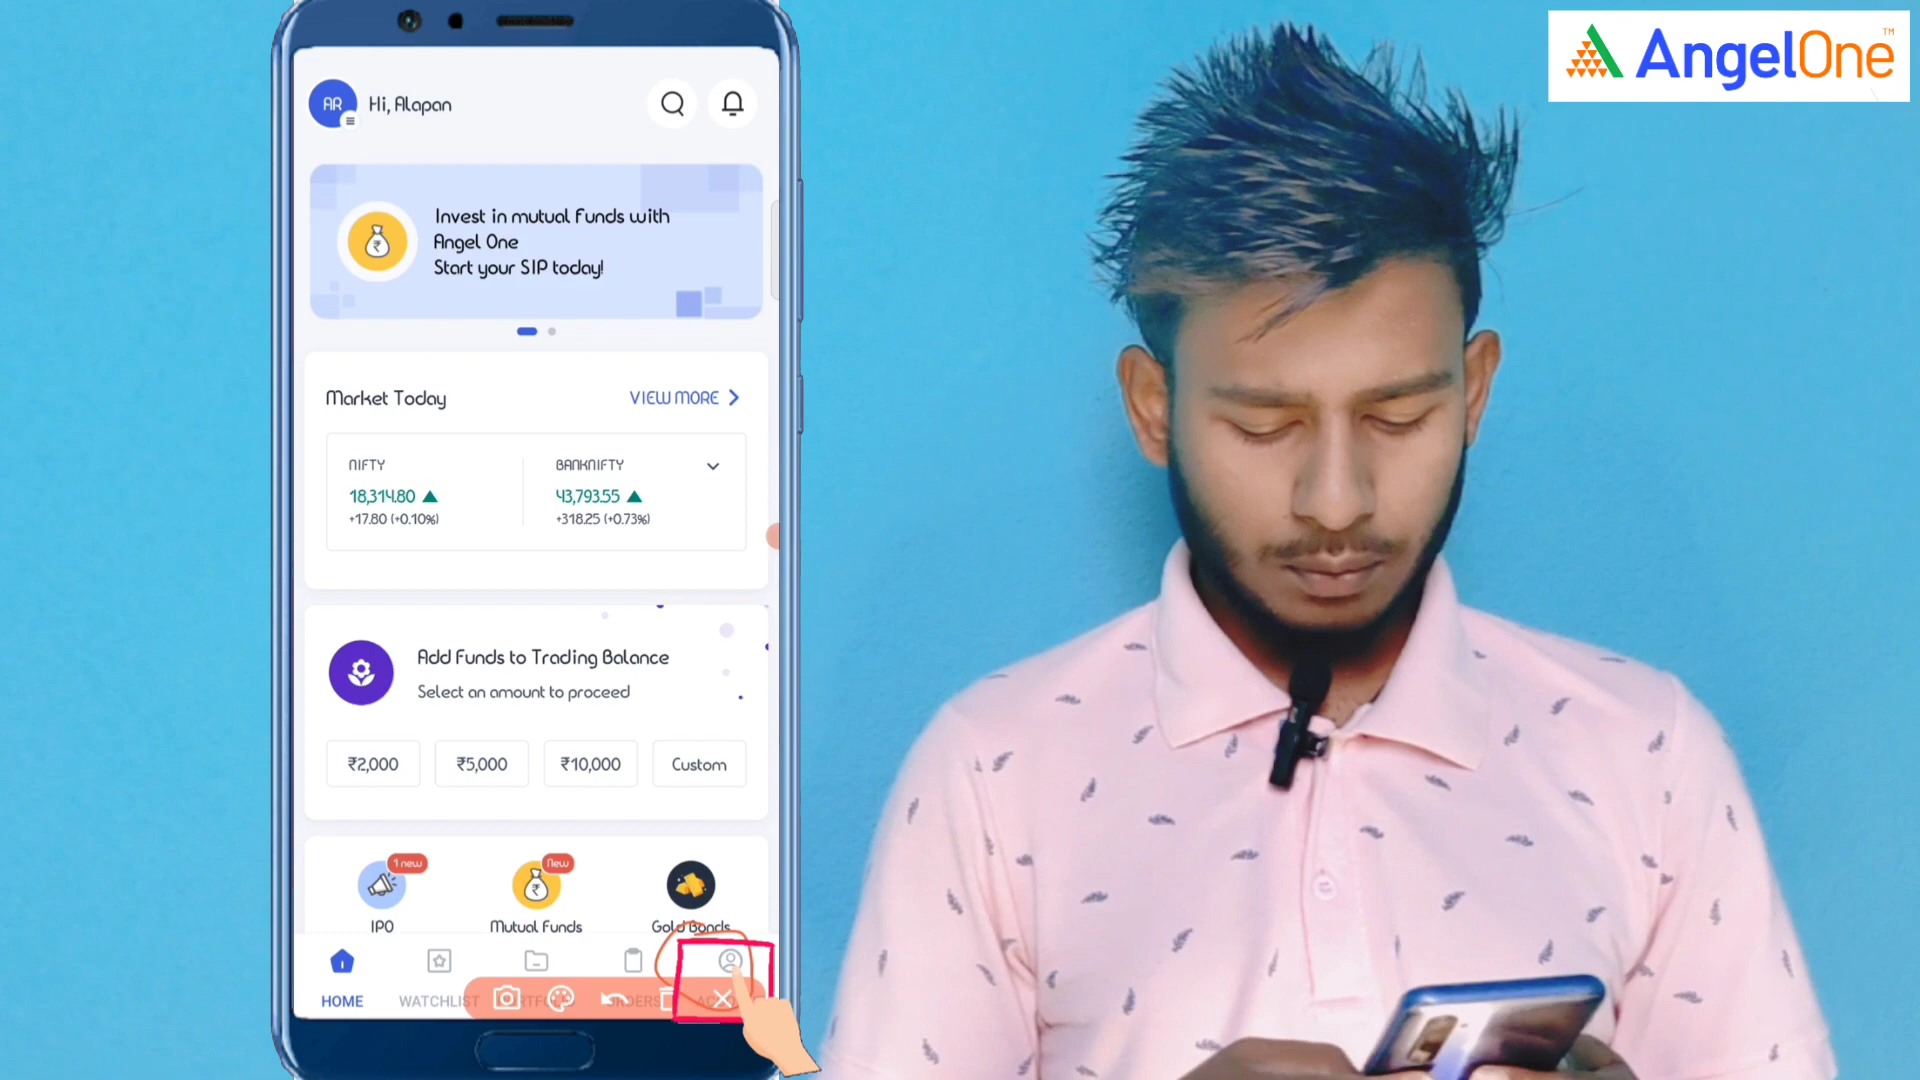 AngelOne
TM
AR
Hi, Alapan
Invest in mutual Funds with
Angel One
Start your SIP today!
Market Today
VIEW MORE
NIFTY
BANKNIFTY
18,314.80
43,793.55
+17.80 (+0.10%)
+318.25 (+0.73%)
Add Funds to Trading Balance
Select an amount to proceed
₹2,000
₹5,000
₹10,000
Custom
1 new
New
IPO
Mutual Funds
Gold Bonds
HOME
WATCHLIST
ORDERS